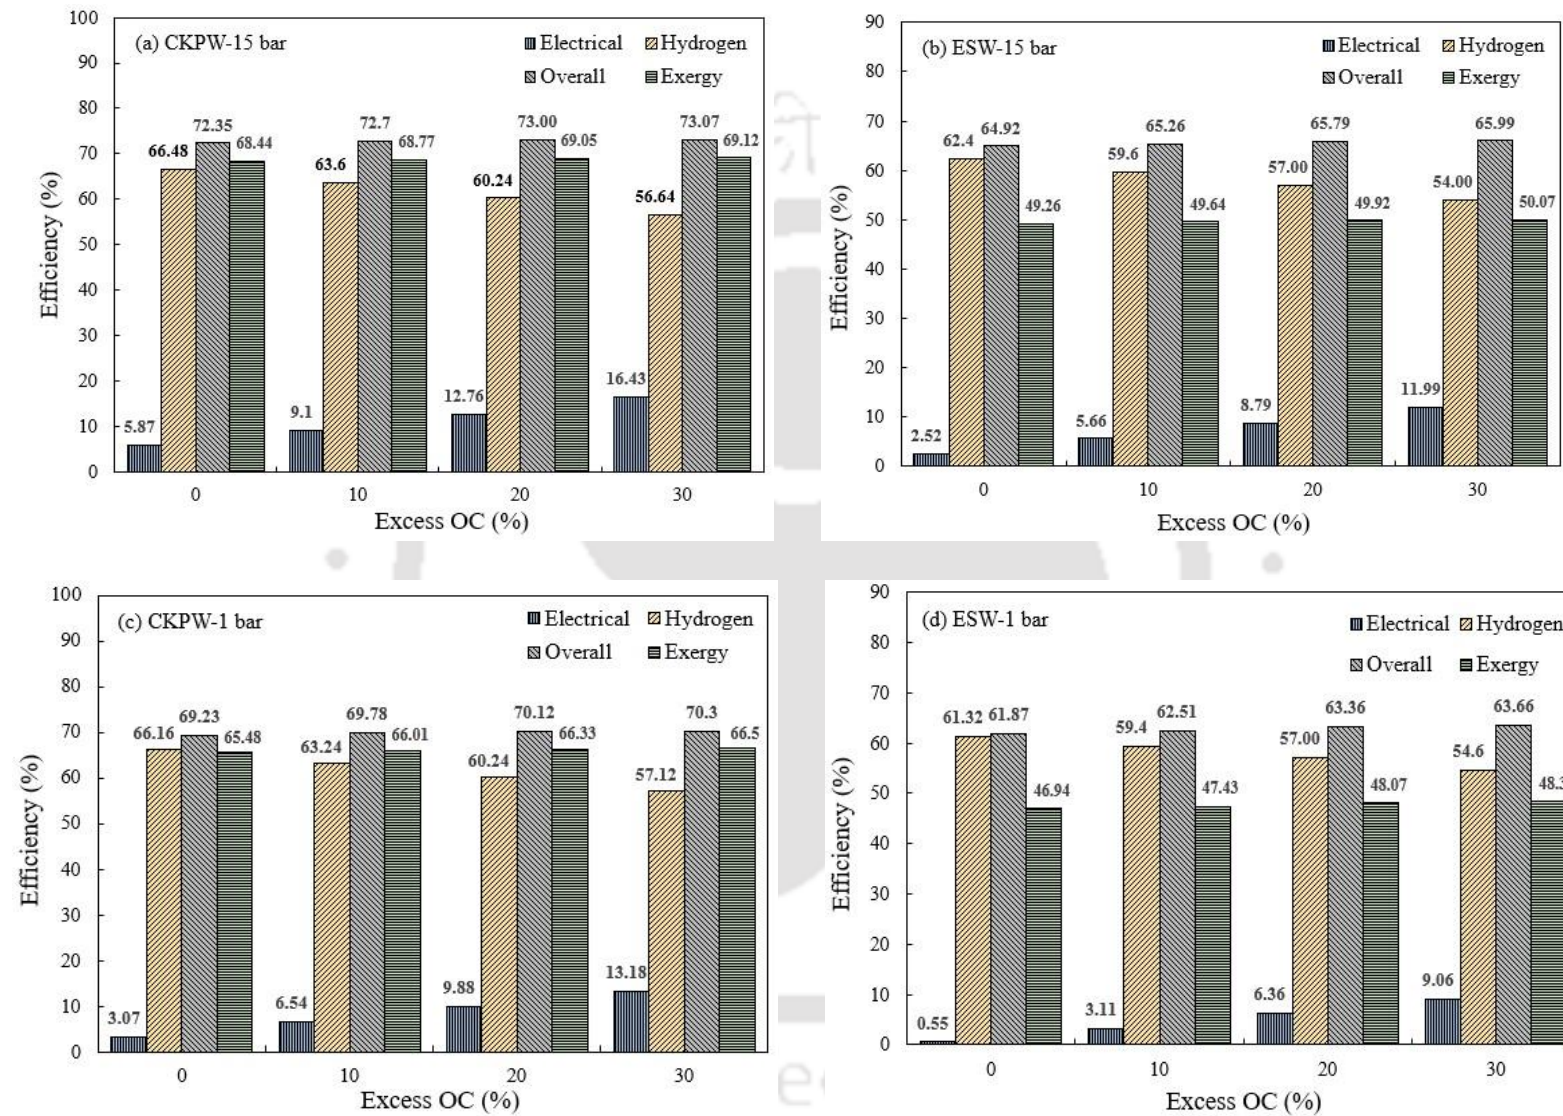 (a) CKPW-15 bar
Electrical Hydrogen
Overall Exergy
Efficiency (%)
100
90
80
70
60
50
40
30
20
10
0
5.87 66.48 72.35 68.44
9.1 63.6 72.7 68.77
12.76 60.24 73.00 69.05
16.43 56.64 73.07 69.12
0 10 20 30
Excess OC (%)
(b) ESW-15 bar
Electrical Hydrogen
Overall Exergy
Efficiency (%)
90
80
70
60
50
40
30
20
10
0
2.52 62.4 64.92 49.26
5.66 59.6 65.26 49.64
8.79 57.00 65.79 49.92
11.99 54.00 65.99 50.07
0 10 20 30
Excess OC (%)
(c) CKPW-1 bar
Electrical Hydrogen
Overall Exergy
Efficiency (%)
100
90
80
70
60
50
40
30
20
10
0
3.07 66.16 69.23 65.48
6.54 63.24 69.78 66.01
9.88 60.24 70.12 66.33
13.18 57.12 70.3 66.5
0 10 20 30
Excess OC (%)
(d) ESW-1 bar
Electrical Hydrogen
Overall Exergy
Efficiency (%)
90
80
70
60
50
40
30
20
10
0
0.55 61.32 61.87 46.94
3.11 59.4 62.51 47.43
6.36 57.00 63.36 48.07
9.06 54.6 63.66 48.3
0 10 20 30
Excess OC (%)